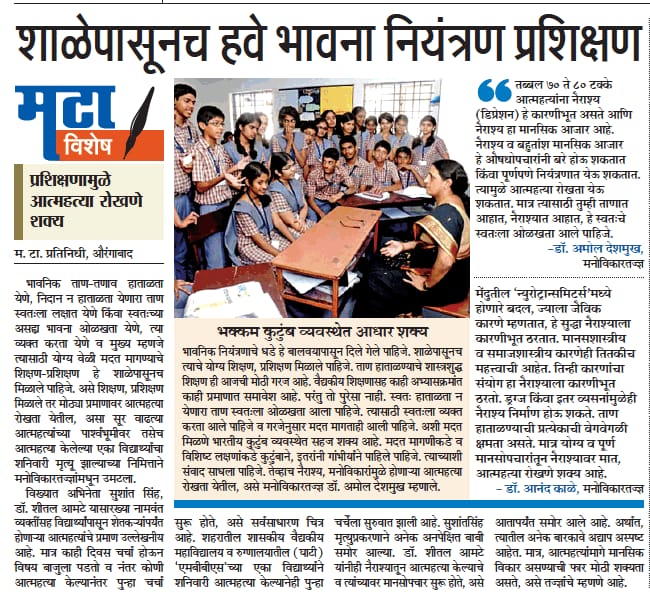 शाळेपासूनच हवे भावना नियंत्रण प्रशिक्षण
मटा
विशेष
प्रशिक्षणामुळे
आत्महत्या रोखणे
शक्य
म. टा. प्रतिनिधी, औरंगाबाद
भावनिक ताण-तणाव हाताळता
येणे, निदान न हाताळता येणारा ताण
स्वतःला लक्षात येणे किंवा स्वतःच्या
असह्य भावना ओळखता येणे, त्या
व्यक्त करता येणे व मुख्य म्हणजे
त्यासाठी योग्य वेळी मदत मागण्याचे
शिक्षण-प्रशिक्षण हे शाळेपासूनच
मिळाले पाहिजे. असे शिक्षण, प्रशिक्षण
मिळाले तर मोठ्या प्रमाणावर आत्महत्या
रोखता येतील, असा सूर वाढत्या
आत्महत्यांच्या पार्श्वभूमीवर तसेच
आत्महत्या केलेल्या एका विद्यार्थ्याचा
शनिवारी मृत्यू झाल्याच्या निमित्ताने
मनोविकारतज्ज्ञांमधून उमटला.
विख्यात अभिनेता सुशांत सिंह,
डॉ. शीतल आमटे यासारख्या नामवंत
व्यक्तींसह विद्यार्थ्यांपासून शेतकऱ्यांपर्यंत
होणाऱ्या आत्महत्यांचे प्रमाण उल्लेखनीय
आहे. मात्र काही दिवस चर्चा होऊन
विषय बाजुला पडतो व नंतर कोणी
आत्महत्या केल्यानंतर पुन्हा चर्चा
भक्कम कुटुंब व्यवस्थेत आधार शक्य
भावनिक नियंत्रणाचे धडे हे बालवयापासून दिले गेले पाहिजे. शाळेपासूनच
त्याचे योग्य शिक्षण, प्रशिक्षण मिळाले पाहिजे. ताण हाताळण्याचे शास्त्रशुद्ध
शिक्षण ही आजची मोठी गरज आहे. वैद्यकीय शिक्षणासह काही अभ्यासक्रमांत
काही प्रमाणात समावेश आहे. परंतु तो पुरेसा नाही. स्वतः हाताळता न
येणारा ताण स्वतःला ओळखता आला पाहिजे. त्यासाठी स्वतःला व्यक्त
करता आले पाहिजे व गरजेनुसार मदत मागताही आली पाहिजे. अशी मदत
मिळणे भारतीय कुटुंब व्यवस्थेत सहज शक्य आहे. मदत मागणीकडे व
विशिष्ट लक्षणांकडे कुटुंबाने, इतरांनी गांभीर्याने पाहिले पाहिजे. त्याच्याशी
संवाद साधला पाहिजे. तेव्हाच नैराश्य, मनोविकारांमुळे होणाऱ्या आत्महत्या
रोखता येतील, असे मनोविकारतज्ज्ञ डॉ. अमोल देशमुख म्हणाले.
सुरू होते, असे सर्वसाधारण चित्र
आहे. शहरातील शासकीय वैद्यकीय
महाविद्यालय व रुग्णालयातील (घाटी)
'एमबीबीएस'च्या एका विद्यार्थ्याने
शनिवारी आत्महत्या केल्यानेही पुन्हा
चर्चेला सुरुवात झाली आहे. सुशांतसिंह
मृत्युप्रकरणाने अनेक अनपेक्षित बाबी
समोर आल्या. डॉ. शीतल आमटे
यांनीही नैराश्यातून आत्महत्या केल्याचे
व त्यांच्यावर मानसोपचार सुरू होते, असे
आतापर्यंत समोर आले आहे. अर्थात,
त्यातील अनेक बारकावे अद्याप अस्पष्ट
आहेत. मात्र, आत्महत्यांमागे मानसिक
विकार असण्याची फार मोठी शक्यता
असते, असे तज्ज्ञांचे म्हणणे आहे.
तब्बल ७० ते ८० टक्के
आत्महत्यांना नैराश्य
(डिप्रेशन) हे कारणीभूत असते आणि
नैराश्य हा मानसिक आजार आहे.
नैराश्य व बहुतांश मानसिक आजार
हे औषधोपचारांनी बरे होऊ शकतात
किंवा पूर्णपणे नियंत्रणात येऊ शकतात.
त्यामुळे आत्महत्या रोखता येऊ
शकतात. मात्र त्यासाठी तुम्ही ताणात
आहात, नैराश्यात आहात, हे स्वतःचे
स्वतःला ओळखता आले पाहिजे.
–डॉ. अमोल देशमुख,
मनोविकारतज्ज्ञ
मेंदुतील 'न्युरोट्रान्समिटर्स'मध्ये
होणारे बदल, ज्याला जैविक
कारणे म्हणतात, हे सुद्धा नैराश्याला
कारणीभूत ठरतात. मानसशास्त्रीय
व समाजशास्त्रीय कारणेही तितकीच
महत्त्वाची आहेत. तिन्ही कारणांचा
संयोग हा नैराश्याला कारणीभूत
ठरतो. ड्रग्ज किंवा इतर व्यसनांमुळेही
नैराश्य निर्माण होऊ शकते. ताण
हाताळण्याची प्रत्येकाची वेगवेगळी
क्षमता असते. मात्र योग्य व पूर्ण
मानसोपचारांतून नैराश्यावर मात,
आत्महत्या रोखणे शक्य आहे.
– डॉ. आनंद काळे, मनोविकारतज्ज्ञ